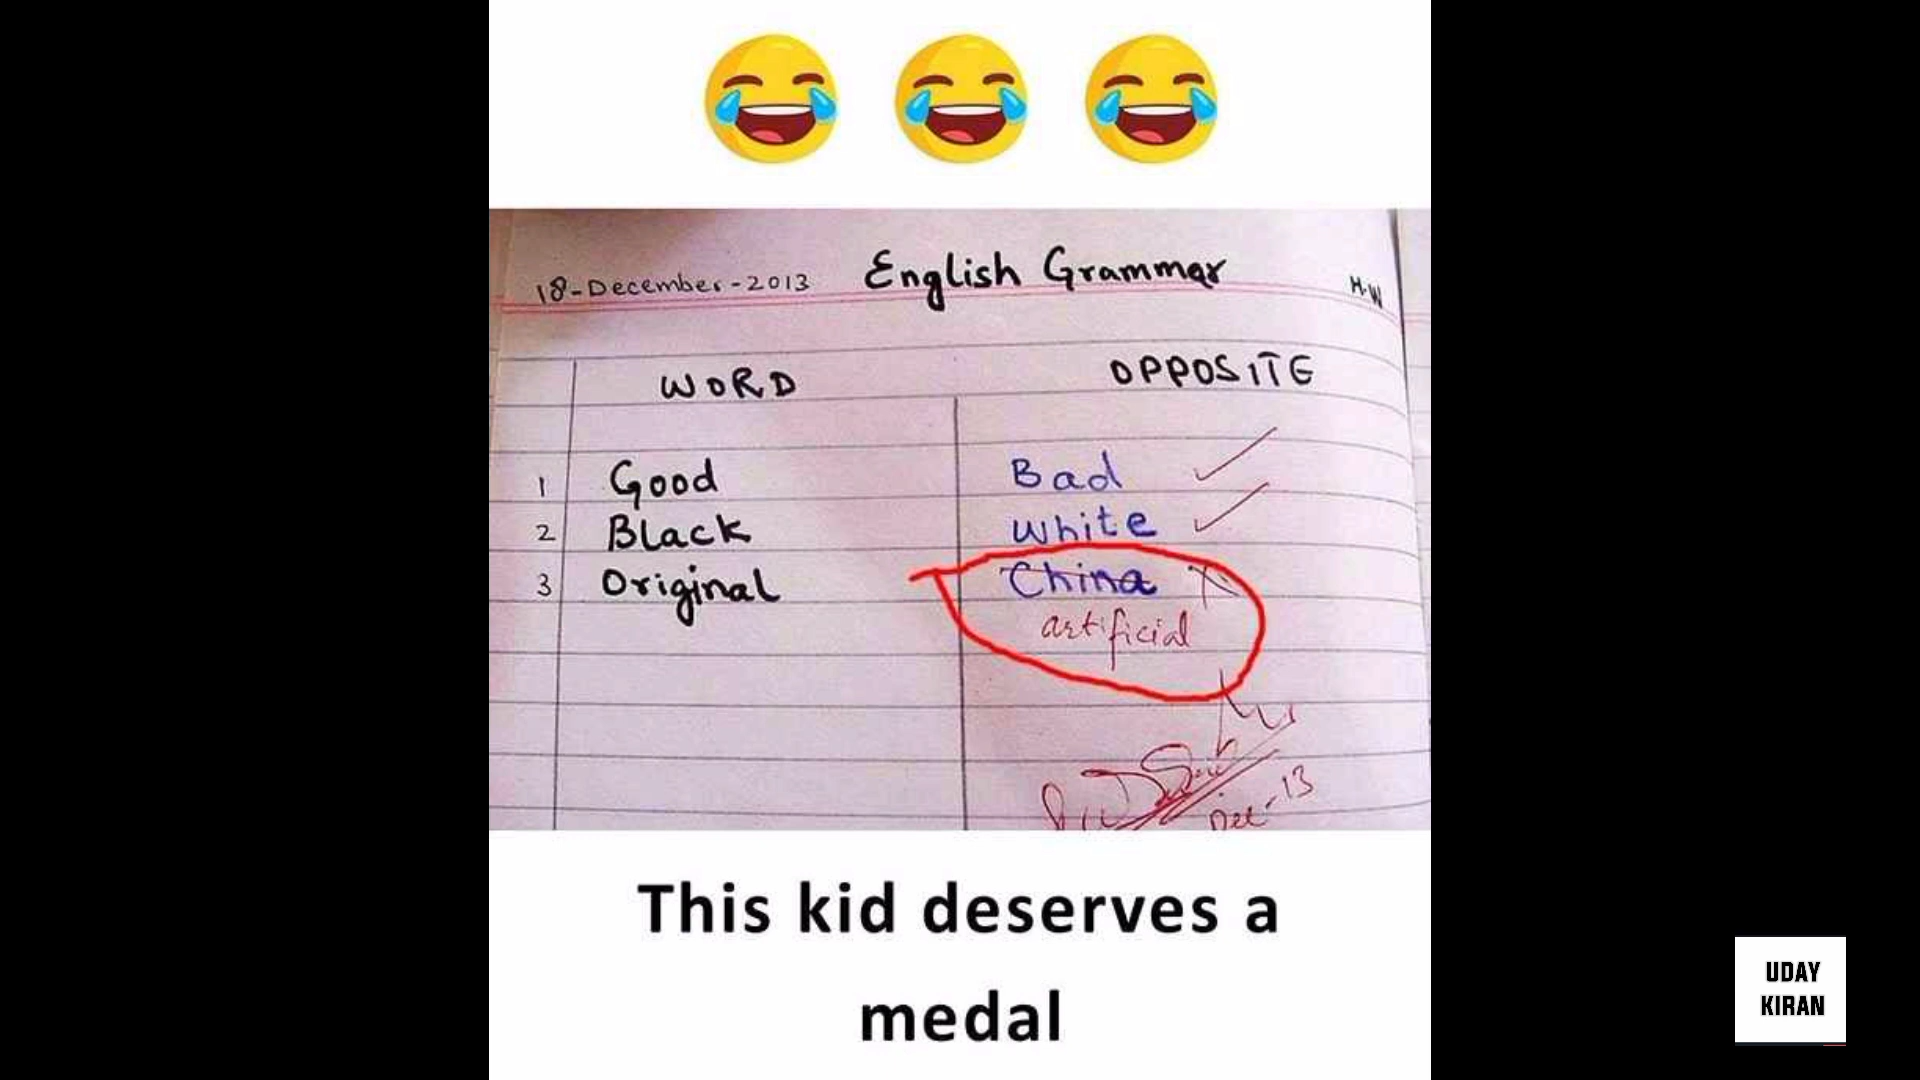 18-December-2013 English Grammar H.W
WORD OPPOSITE
1 Good Bad
2 Black White
3 Original China
artificial
Dec-13
This kid deserves a
medal
UDAY
KIRAN